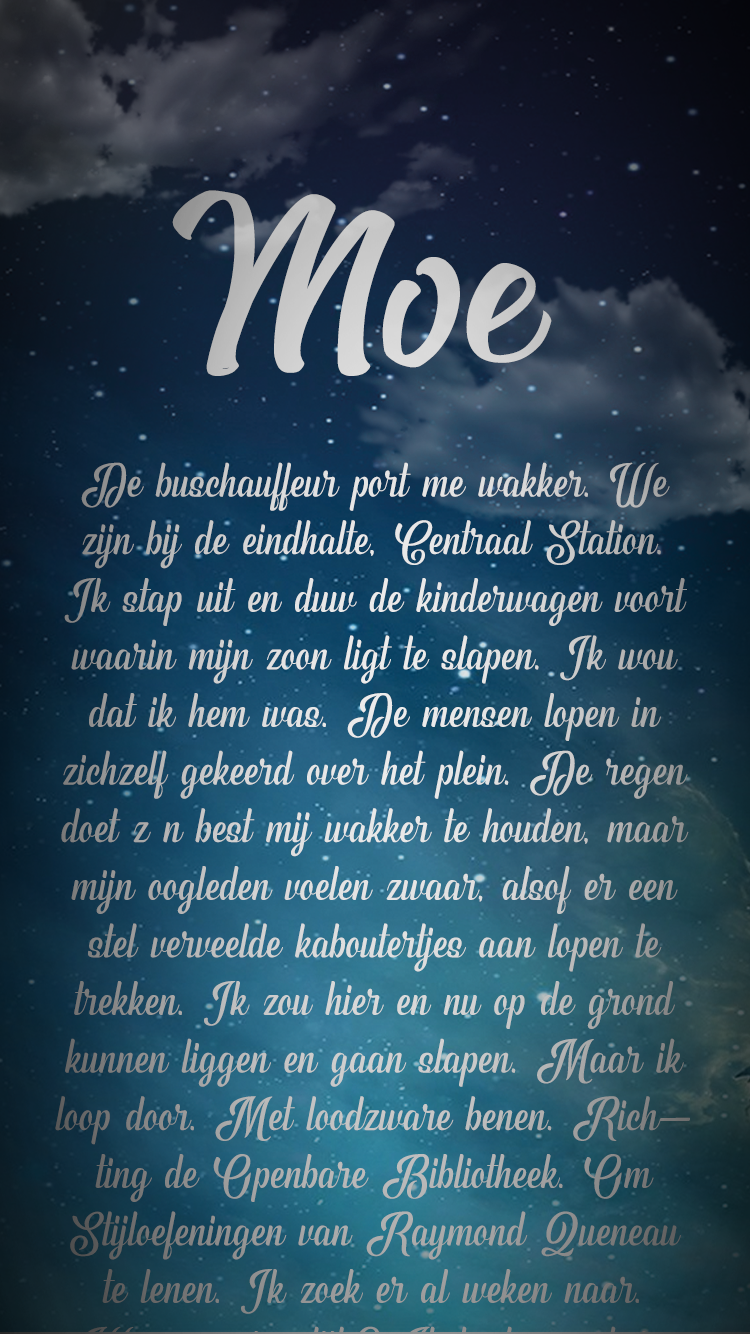 Moe
De buschauffeur port me wakker. We
zijn bij de eindhalte, Centraal Station.
Ik stap uit en duw de kinderwagen voort
waarin mijn zoon ligt te slapen. Ik wou
dat ik hem was. De mensen lopen in
zichzelf gekeerd over het plein. De regen
doet z n best mij wakker te houden, maar
mijn oogleden voelen zwaar, alsof er een
stel verveelde kaboutertjes aan lopen te
trekken. Ik zou hier en nu op de grond
kunnen liggen en gaan slapen. Maar ik
loop door. Met loodzware benen. Rich—
ting de Openbare Bibliotheek. Om
Stijloefeningen van Raymond Queneau
te lenen. Ik zoek er al weken naar.